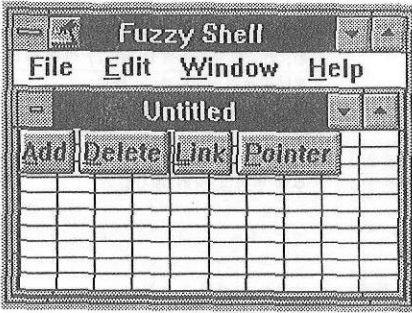 Fuzzy Shell
File Edit Window Help
Untitled
Add Delete Link Pointer